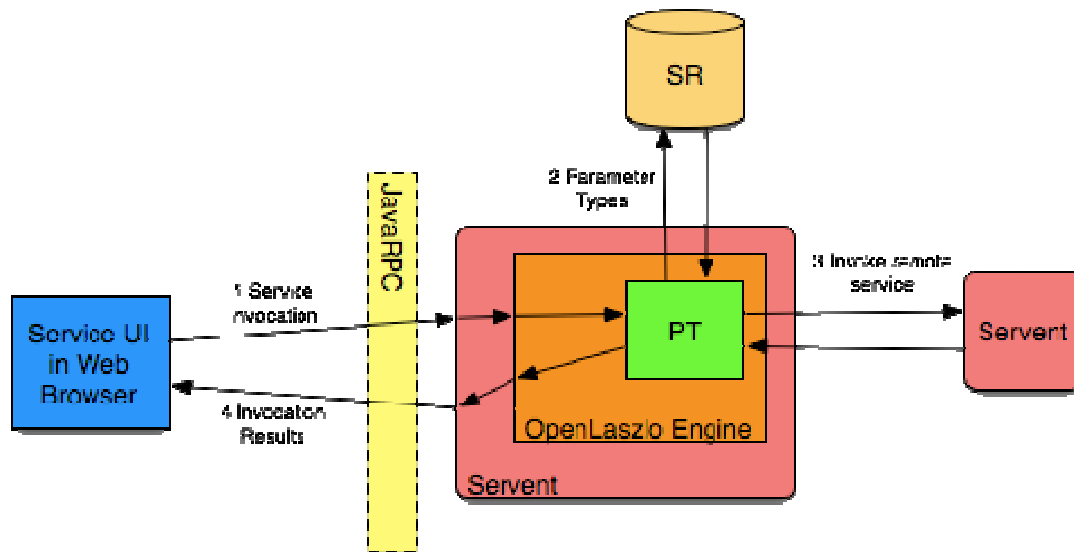 SR
2 Parameter
Types
JavaRPC
3 Invoke remote
service
1 Service
Invocation
Service UI
in Web
Browser
PT
Servent
4 Invocation
Results
OpenLaszlo Engine
Servent